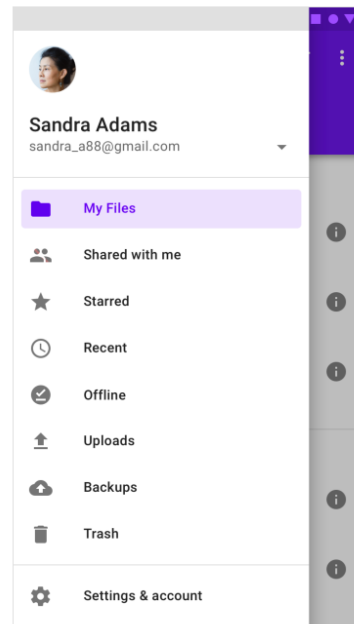 Sandra Adams
sandra_a88@gmail.com
My Files
Shared with me
Starred
Recent
Offline
Uploads
Backups
Trash
Settings & account